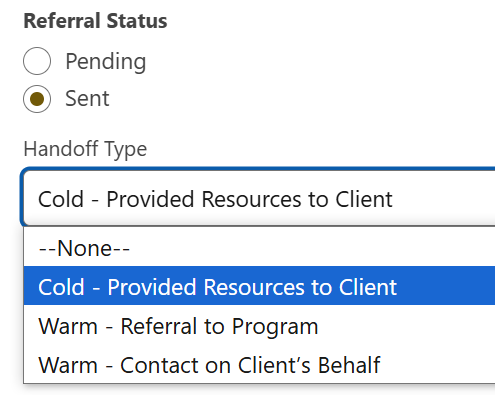 Referral Status
Pending
Sent
Handoff Type
Cold - Provided Resources to Client
--None--
Cold - Provided Resources to Client
Warm - Referral to Program
Warm - Contact on Client’s Behalf